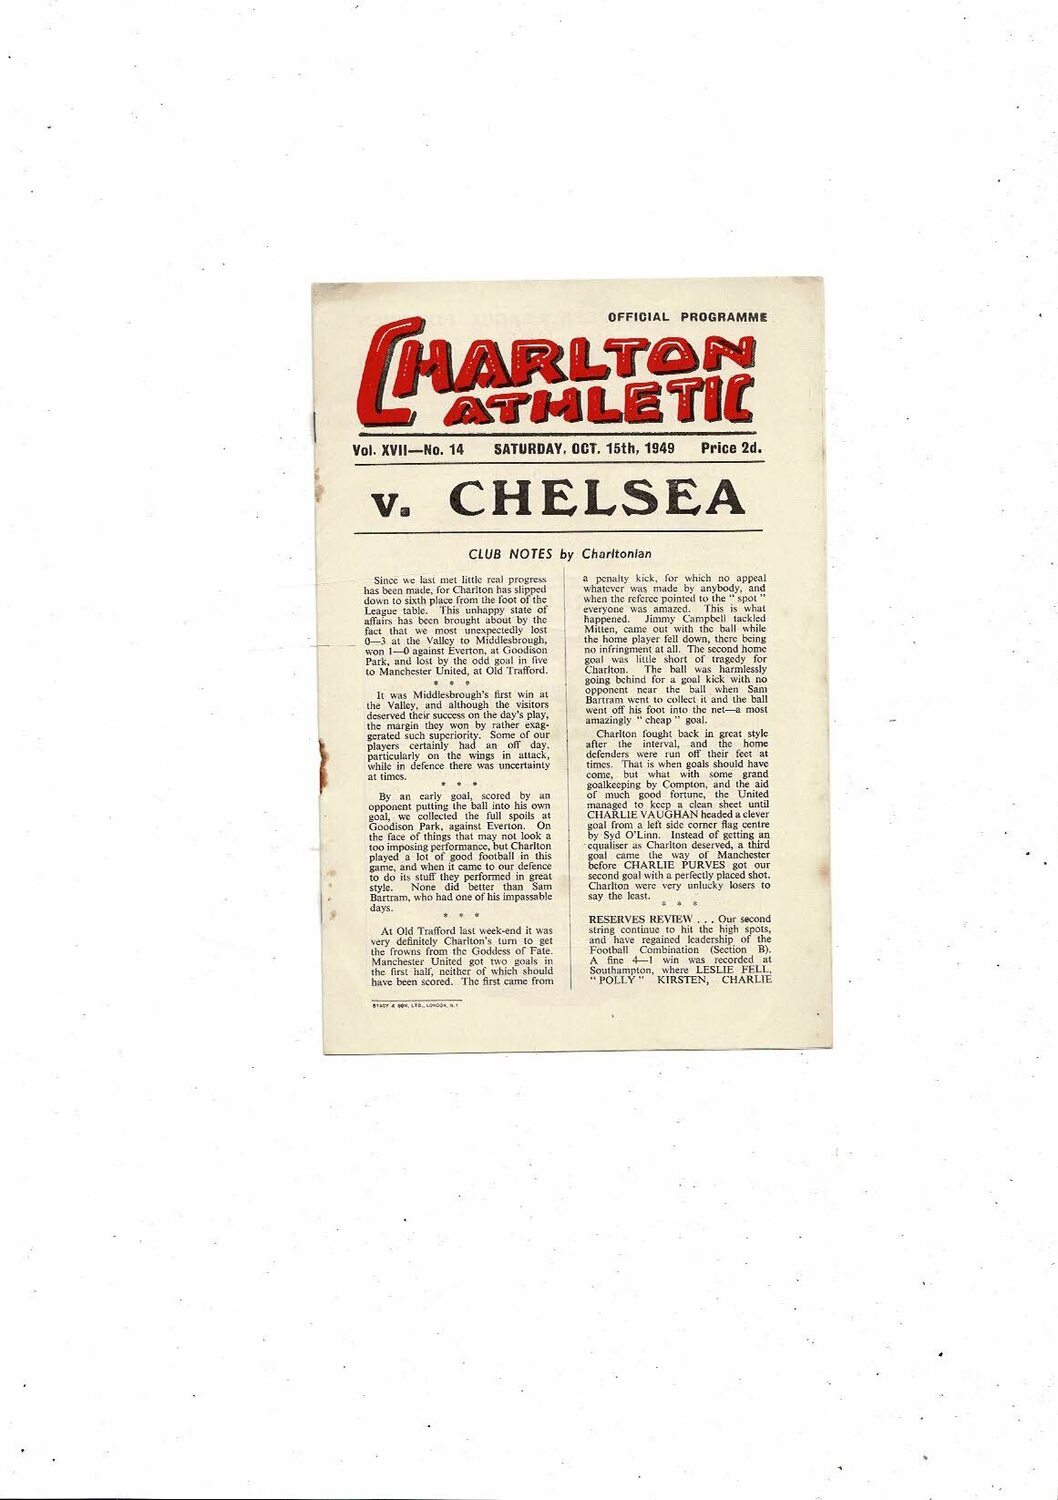 OFFICIAL PROGRAMME
CHARLTON
ATHLETIC
Vol. XVII—No. 14 SATURDAY, OCT. 15th, 1949 Price 2d.
v. CHELSEA
CLUB NOTES by Charltonian
Since we last met little real progress
has been made, for Charlton has slipped
down to sixth place from the foot of the
League table. This unhappy state of
affairs has been brought about by the
fact that we most unexpectedly lost
0—3 at the Valley to Middlesbrough,
won 1—0 against Everton, at Goodison
Park, and lost by the odd goal in five
to Manchester United, at Old Trafford.
* * *
It was Middlesbrough's first win at
the Valley, and although the visitors
deserved their success on the day's play,
the margin they won by rather exag-
gerated such superiority. Some of our
players certainly had an off day,
particularly on the wings in attack,
while in defence there was uncertainty
at times.
* * *
By an early goal, scored by an
opponent putting the ball into his own
goal, we collected the full spoils at
Goodison Park, against Everton. On
the face of things that may not look a
too imposing performance, but Charlton
played a lot of good football in this
game, and when it came to our defence
to do its stuff they performed in great
style. None did better than Sam
Bartram, who had one of his impassable
days.
* * *
At Old Trafford last week-end it was
very definitely Charlton's turn to get
the frowns from the Goddess of Fate.
Manchester United got two goals in
the first half, neither of which should
have been scored. The first came from
STADY & SON, LTD., LONDON, N.1
a penalty kick, for which no appeal
whatever was made by anybody, and
when the referee pointed to the " spot "
everyone was amazed. This is what
happened. Jimmy Campbell tackled
Mitten, came out with the ball while
the home player fell down, there being
no infringment at all. The second home
goal was little short of tragedy for
Charlton. The ball was harmlessly
going behind for a goal kick with no
opponent near the ball when Sam
Bartram went to collect it and the ball
went off his foot into the net—a most
amazingly " cheap " goal.
Charlton fought back in great style
after the interval, and the home
defenders were run off their feet at
times. That is when goals should have
come, but what with some grand
goalkeeping by Compton, and the aid
of much good fortune, the United
managed to keep a clean sheet until
CHARLIE VAUGHAN headed a clever
goal from a left side corner flag centre
by Syd O'Linn. Instead of getting an
equaliser as Charlton deserved, a third
goal came the way of Manchester
before CHARLIE PURVES got our
second goal with a perfectly placed shot.
Charlton were very unlucky losers to
say the least.
* * *
RESERVES REVIEW . . . Our second
string continue to hit the high spots,
and have regained leadership of the
Football Combination (Section B).
A fine 4—1 win was recorded at
Southampton, where LESLIE FELL,
" POLLY " KIRSTEN, CHARLIE